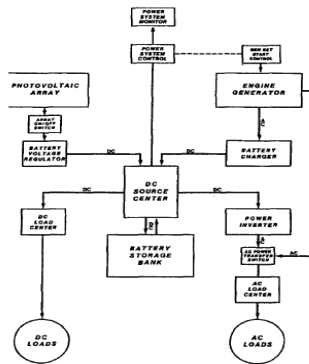 POWER
SYSTEM
MONITOR
POWER
SYSTEM
CONTROL
GEN SET
START
CONTROL
PHOTOVOLTAIC
ARRAY
ENGINE
GENERATOR
ARRAY
ON/OFF
SWITCH
AC
BATTERY
VOLTAGE
REGULATOR
DC
DC
BATTERY
CHARGER
DC
SOURCE
CENTER
DC
DC
DC
LOAD
CENTER
POWER
INVERTER
DC
BATTERY
STORAGE
BANK
AC
AC POWER
TRANSFER
SWITCH
AC
AC
LOAD
CENTER
DC
LOADS
AC
LOADS